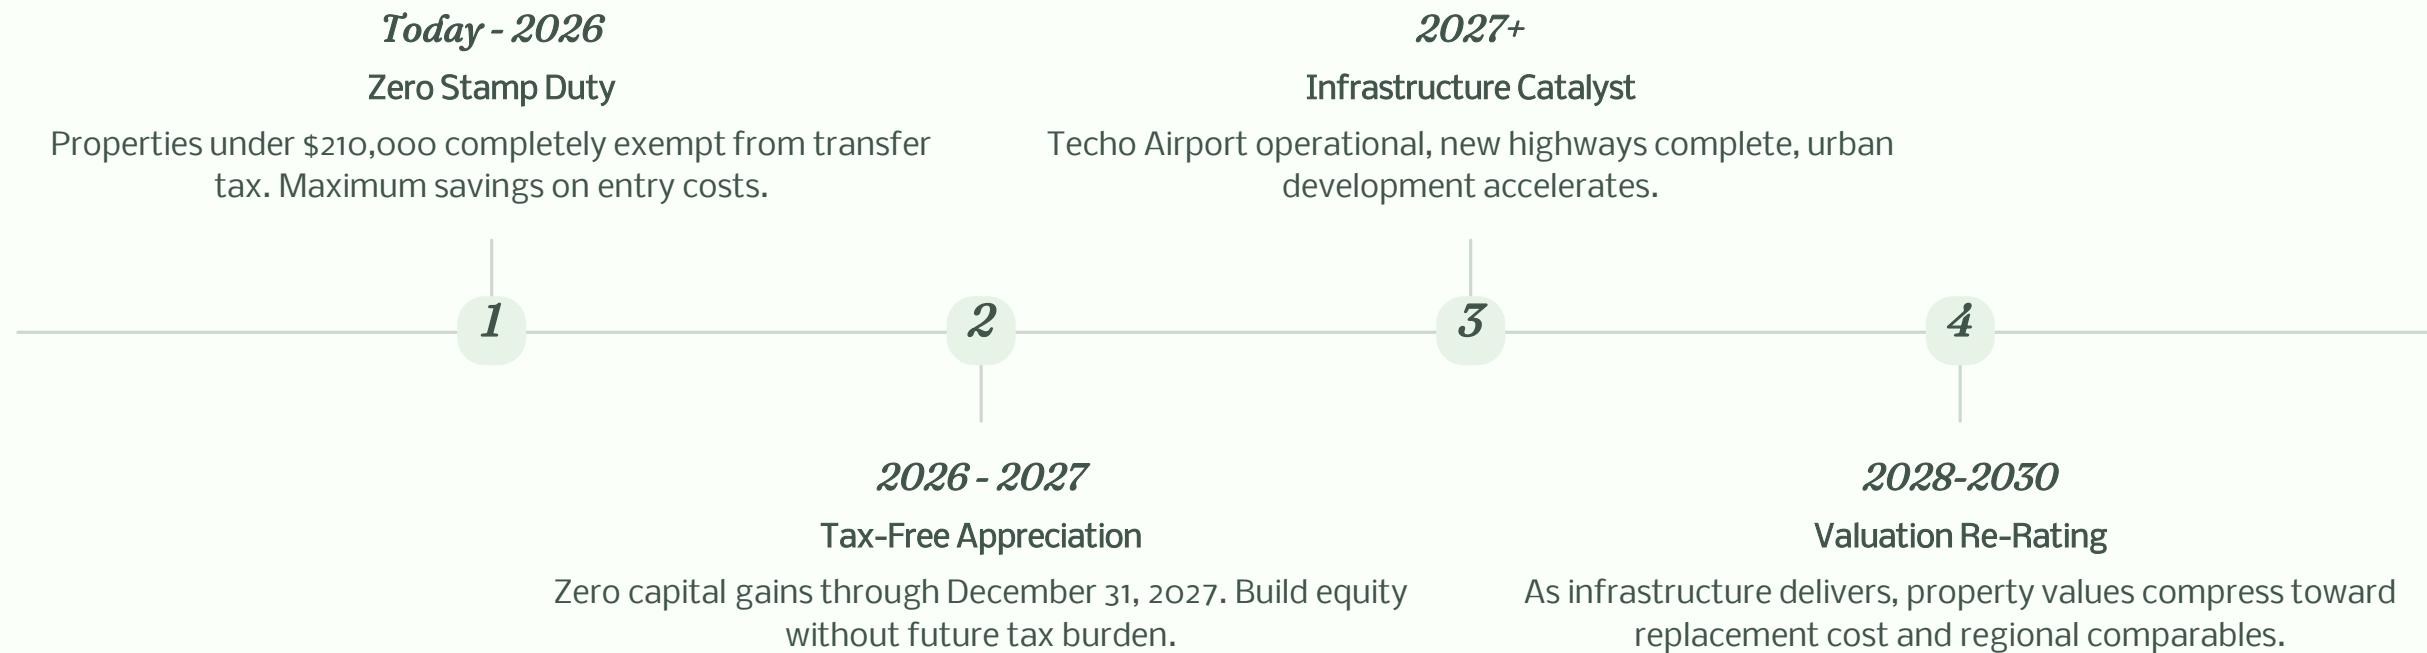 Today - 2026
Zero Stamp Duty
Properties under $210,000 completely exempt from transfer
tax. Maximum savings on entry costs.
1
2026 - 2027
Tax-Free Appreciation
Zero capital gains through December 31, 2027. Build equity
without future tax burden.
2
2027+
Infrastructure Catalyst
Techo Airport operational, new highways complete, urban
development accelerates.
3
2028-2030
Valuation Re-Rating
As infrastructure delivers, property values compress toward
replacement cost and regional comparables.
4